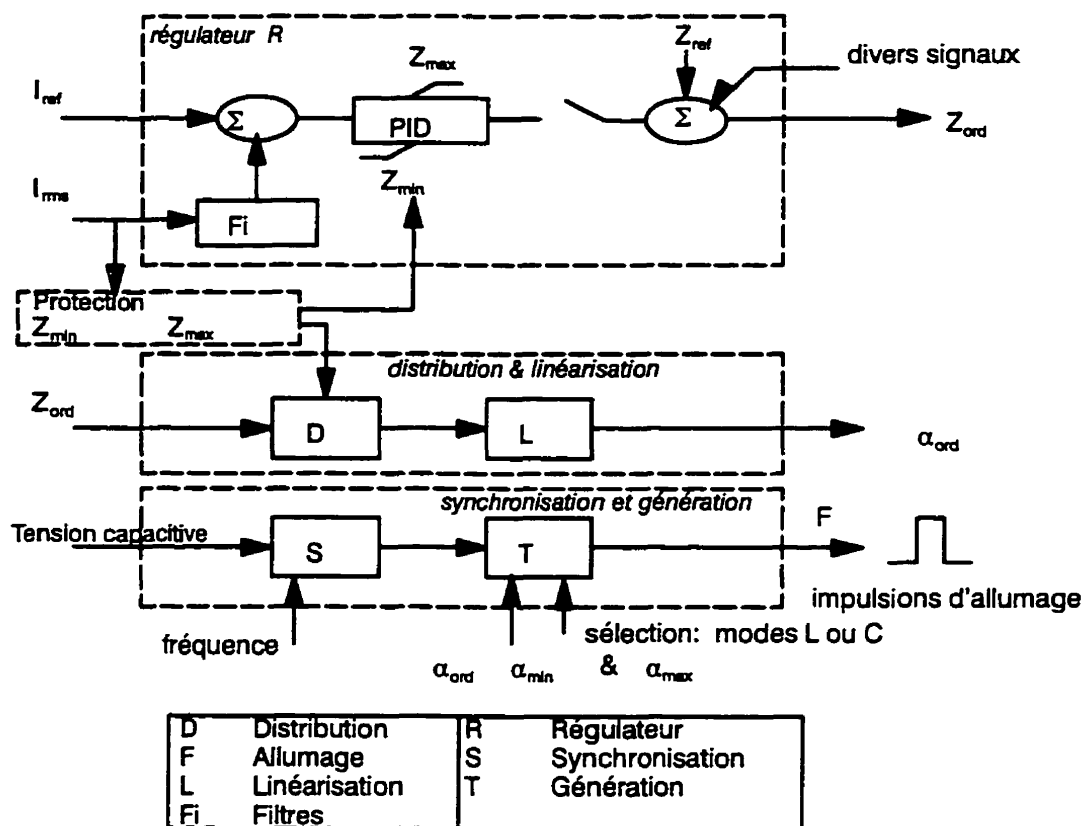 régulateur R
Z_ref
Z_max
divers signaux
I_ref
Σ
PID
Σ
Z_ord
I_rms
Z_min
Fi
Protection
Z_min Z_max
distribution & linéarisation
Z_ord
D
L
α_ord
synchronisation et génération
F
Tension capacitive
S
T
impulsions d'allumage
fréquence
sélection: modes L ou C
α_ord α_min & α_max
D Distribution R Régulateur
F Allumage S Synchronisation
L Linéarisation T Génération
Fi Filtres